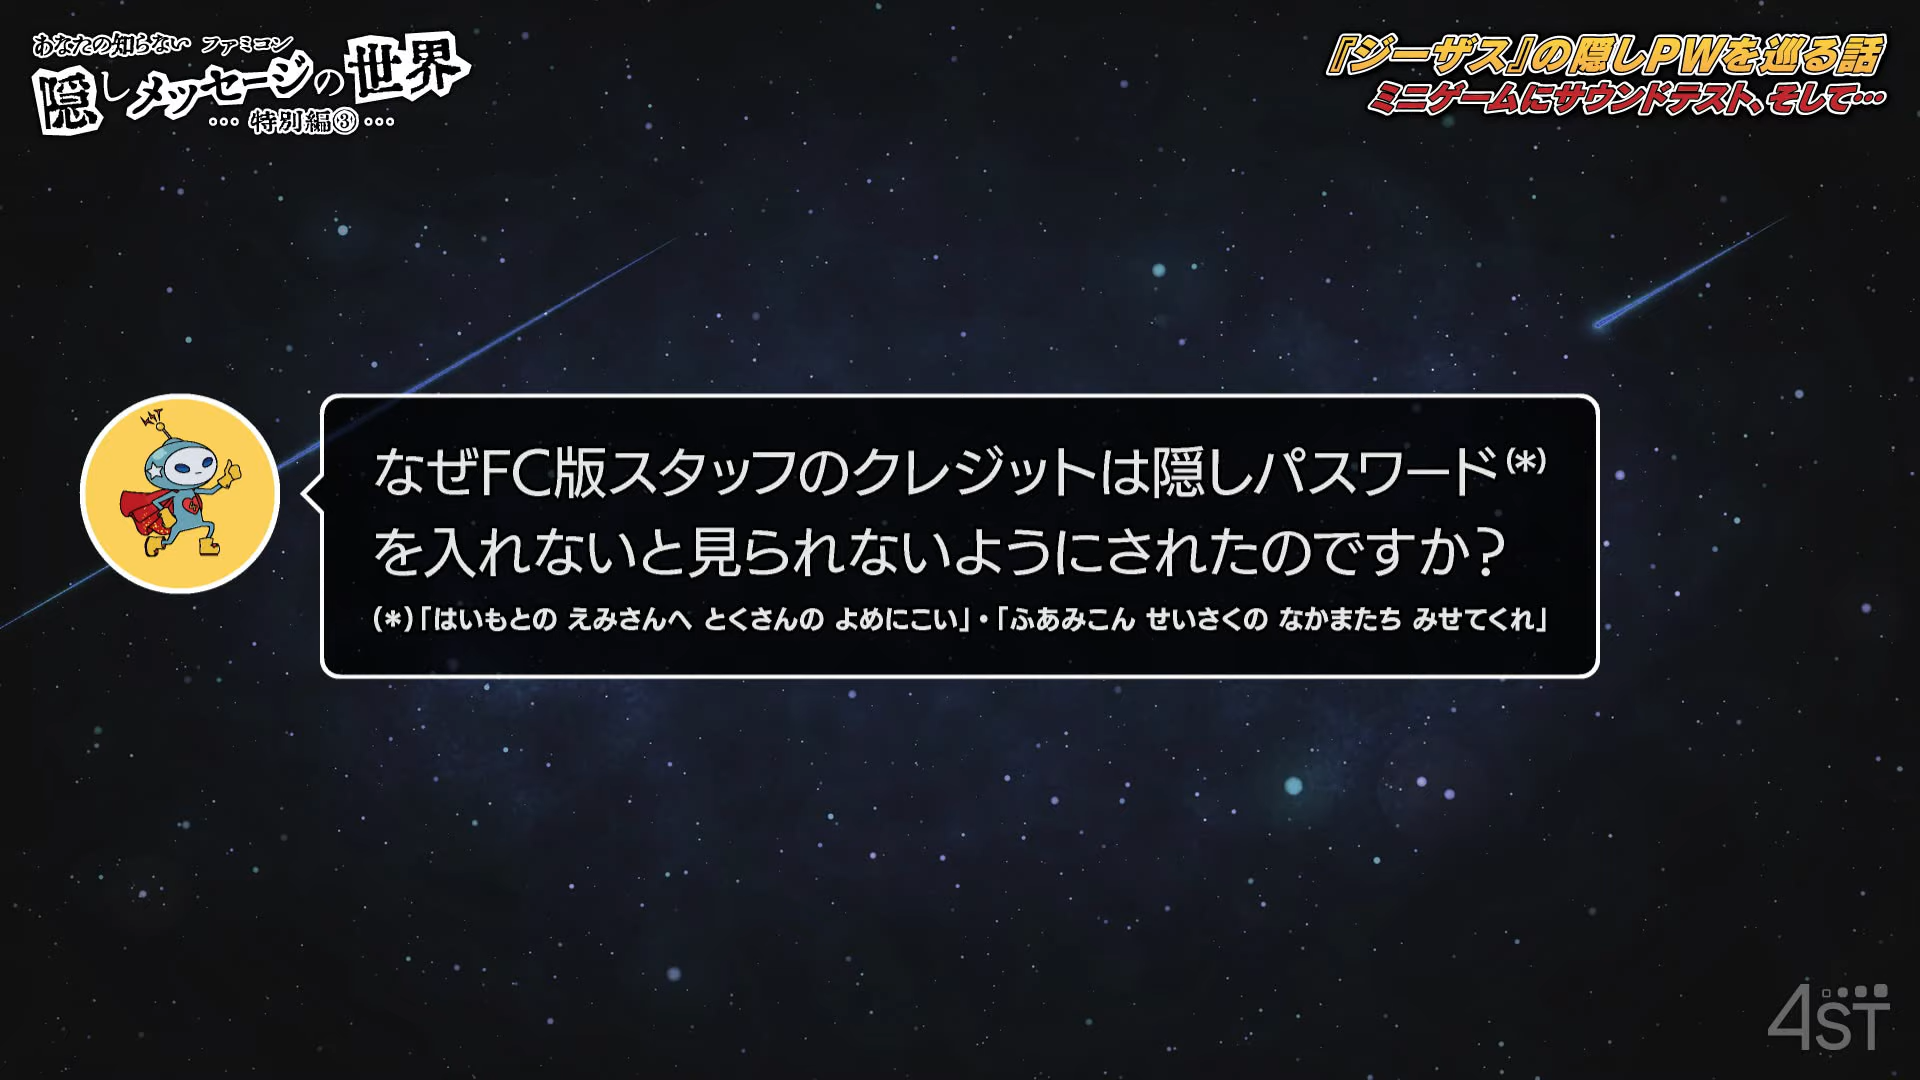 あなたの知らない ファミコン
隠しメッセージの世界
… 特別編③ …
『ジーザス』の隠しPWを巡る話
ミニゲームにサウンドテスト、そして…
なぜFC版スタッフのクレジットは隠しパスワード(*)
を入れないと見られないようにされたのですか?
(*)「はいもとの えみさんへ とくさんの よめにこい」・「ふあみこん せいさくの なかまたち みせてくれ」
4ST